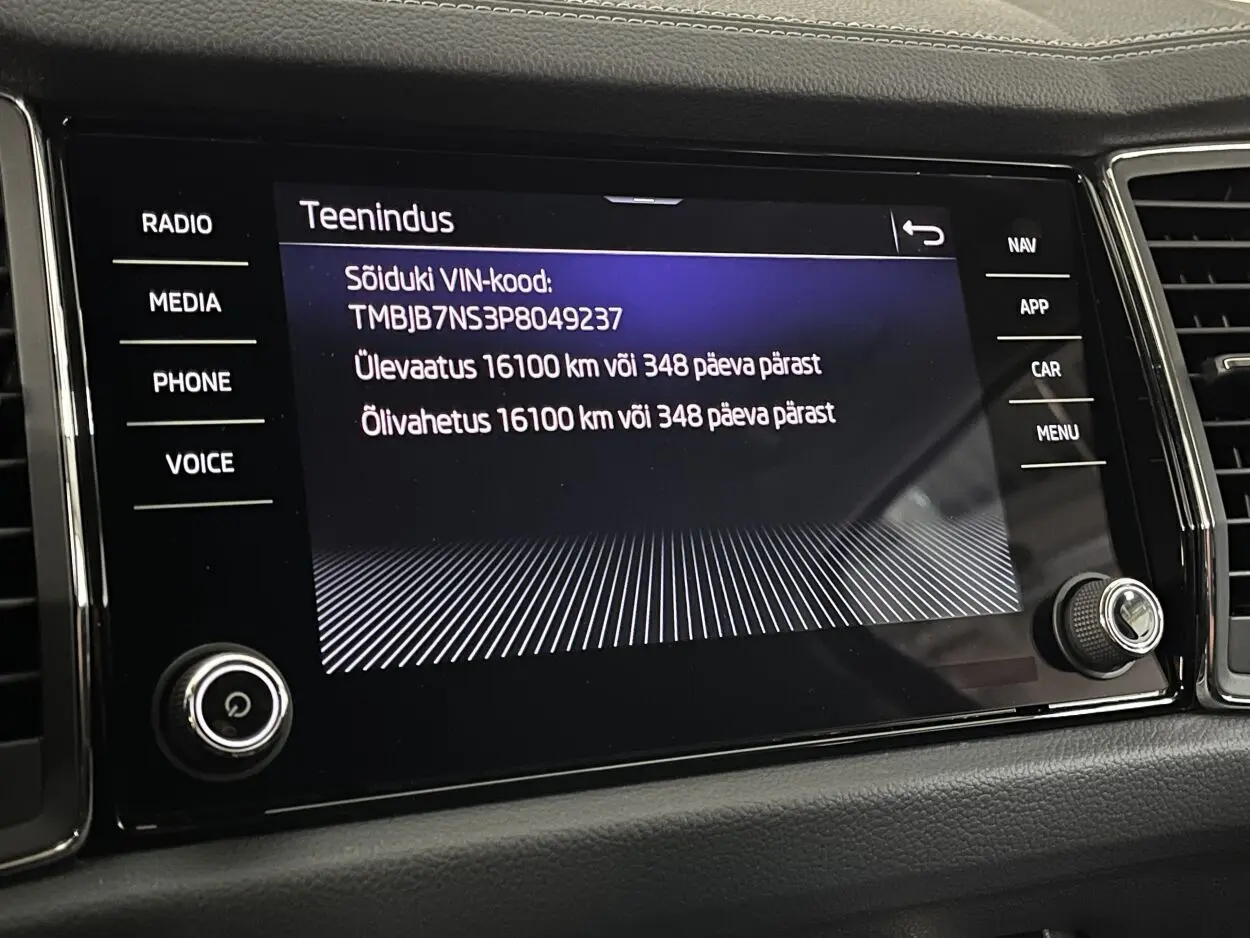 Teenindus
Sõiduki VIN-kood:
TMBJB7NS3P8049237
Ülevaatus 16100 km või 348 päeva pärast
Õlivahetus 16100 km või 348 päeva pärast
RADIO
MEDIA
PHONE
VOICE
NAV
APP
CAR
MENU